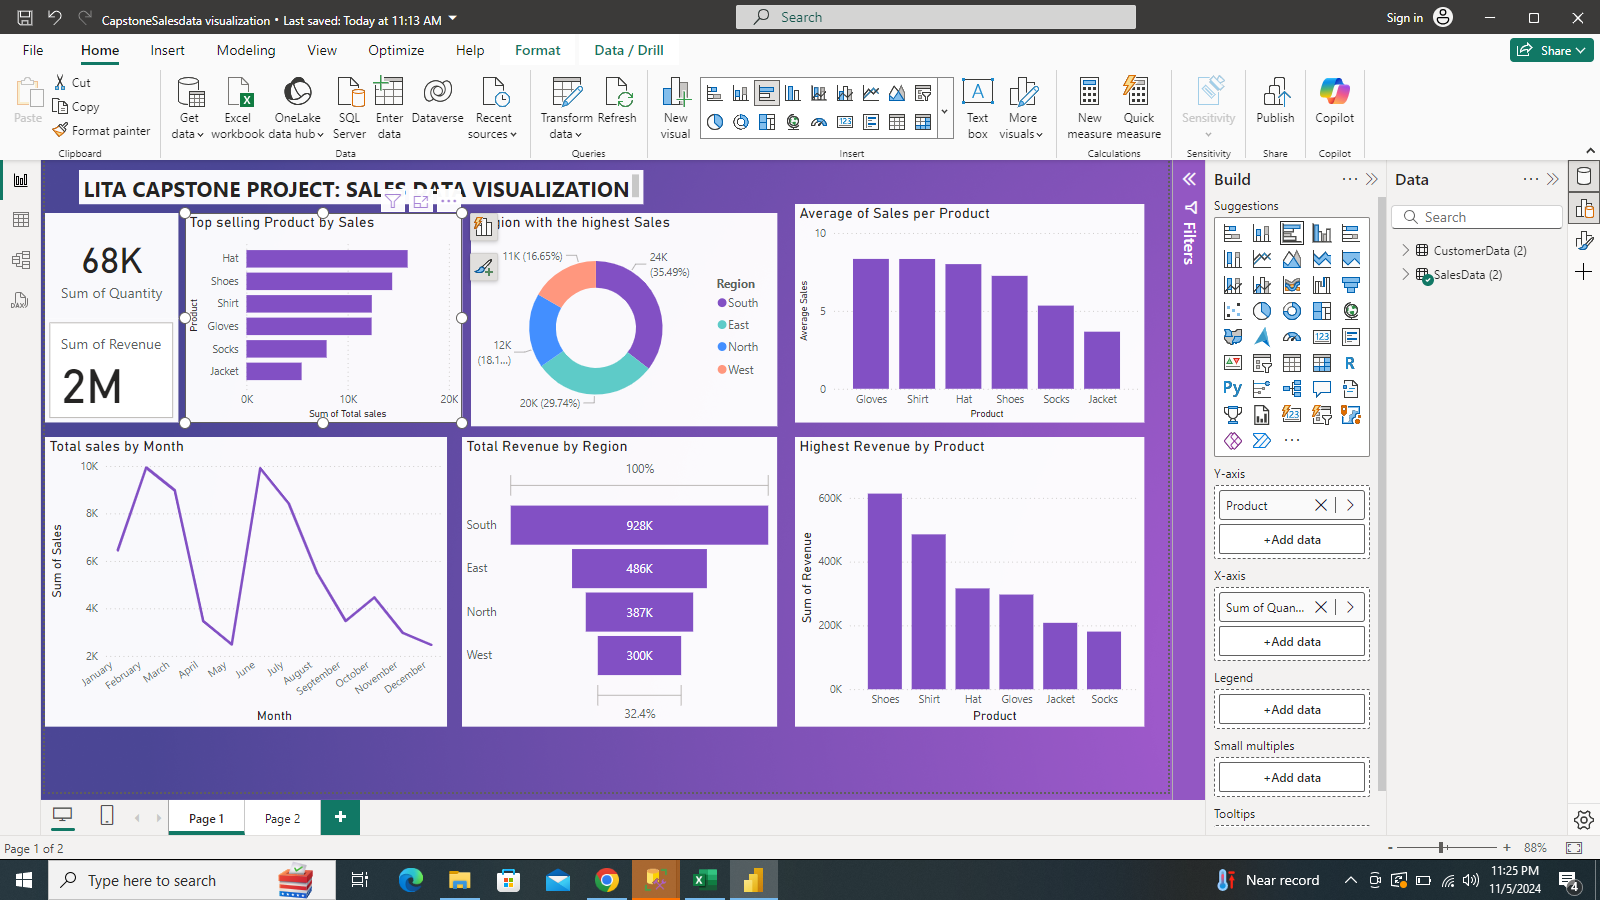 CapstoneSalesdata visualization • Last saved: Today at 11:13 AM
Search
Sign in
File
Home
Insert
Modeling
View
Optimize
Help
Format
Data / Drill
Share
Paste
Cut
Copy
Format painter
Clipboard
Get data
Excel workbook
OneLake data hub
SQL Server
Enter data
Dataverse
Recent sources
Data
Transform data
Refresh
Queries
New visual
Text box
More visuals
Insert
New measure
Quick measure
Calculations
Sensitivity
Sensitivity
Publish
Share
Copilot
Copilot
LITA CAPSTONE PROJECT: SALES DATA VISUALIZATION
68K
Sum of Quantity
Sum of Revenue
2M
Top selling Product by Sales
Product
Hat
Shoes
Shirt
Gloves
Socks
Jacket
0K
10K
20K
Sum of Total sales
gion with the highest Sales
11K (16.65%)
24K
(35.49%)
12K
(18.1...)
20K (29.74%)
Region
South
East
North
West
Average of Sales per Product
Average Sales
10
5
0
Gloves
Shirt
Hat
Shoes
Socks
Jacket
Product
Total sales by Month
Sum of Sales
10K
8K
6K
4K
2K
January
February
March
April
May
June
July
August
September
October
November
December
Month
Total Revenue by Region
100%
South
928K
East
486K
North
387K
West
300K
32.4%
Highest Revenue by Product
Sum of Revenue
600K
400K
200K
0K
Shoes
Shirt
Hat
Gloves
Jacket
Socks
Product
Filters
Build
Suggestions
R
Py
123
Y-axis
Product
+Add data
X-axis
Sum of Quan...
+Add data
Legend
+Add data
Small multiples
+Add data
Tooltips
Data
Search
CustomerData (2)
SalesData (2)
DAX
Page 1
Page 2
Page 1 of 2
88%
Type here to search
Near record
11:25 PM
11/5/2024
4